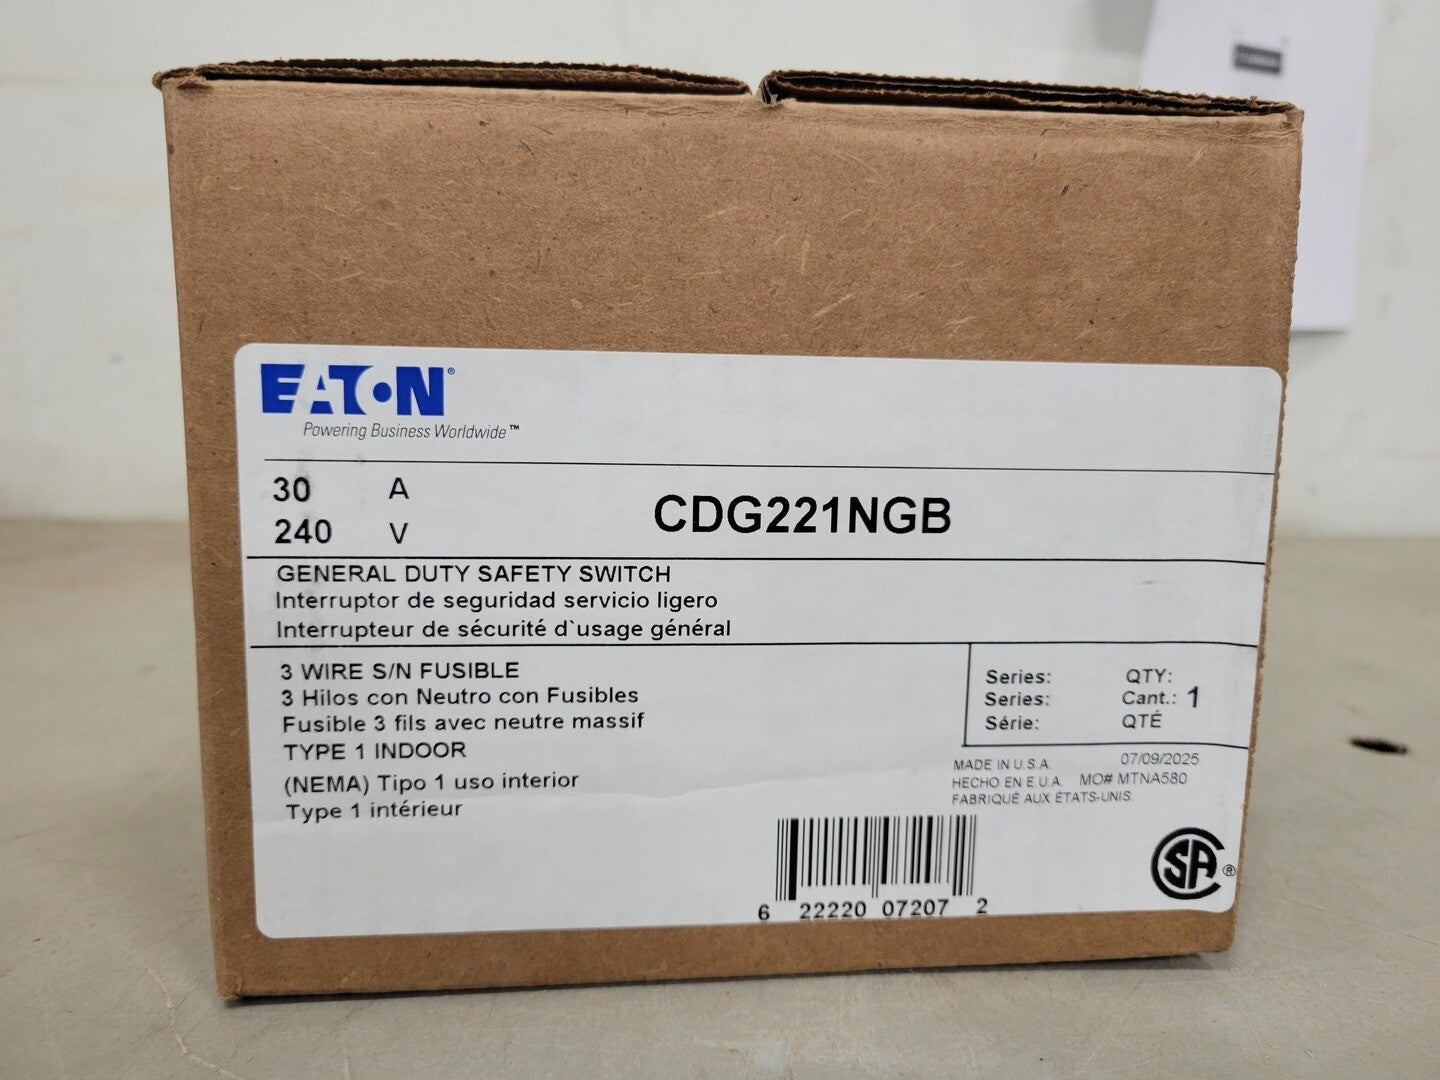 EATON®
Powering Business Worldwide™
30 A
240 V
CDG221NGB
GENERAL DUTY SAFETY SWITCH
Interruptor de seguridad servicio ligero
Interrupteur de sécurité d`usage général
3 WIRE S/N FUSIBLE
3 Hilos con Neutro con Fusibles
Fusible 3 fils avec neutre massif
TYPE 1 INDOOR
(NEMA) Tipo 1 uso interior
Type 1 intérieur
Series: QTY:
Series: Cant.: 1
Série: QTÉ
MADE IN U.S.A. 07/09/2025
HECHO EN E.U.A. MO# MTNA580
FABRIQUÉ AUX ÉTATS-UNIS.
6 22220 07207 2
SA ®